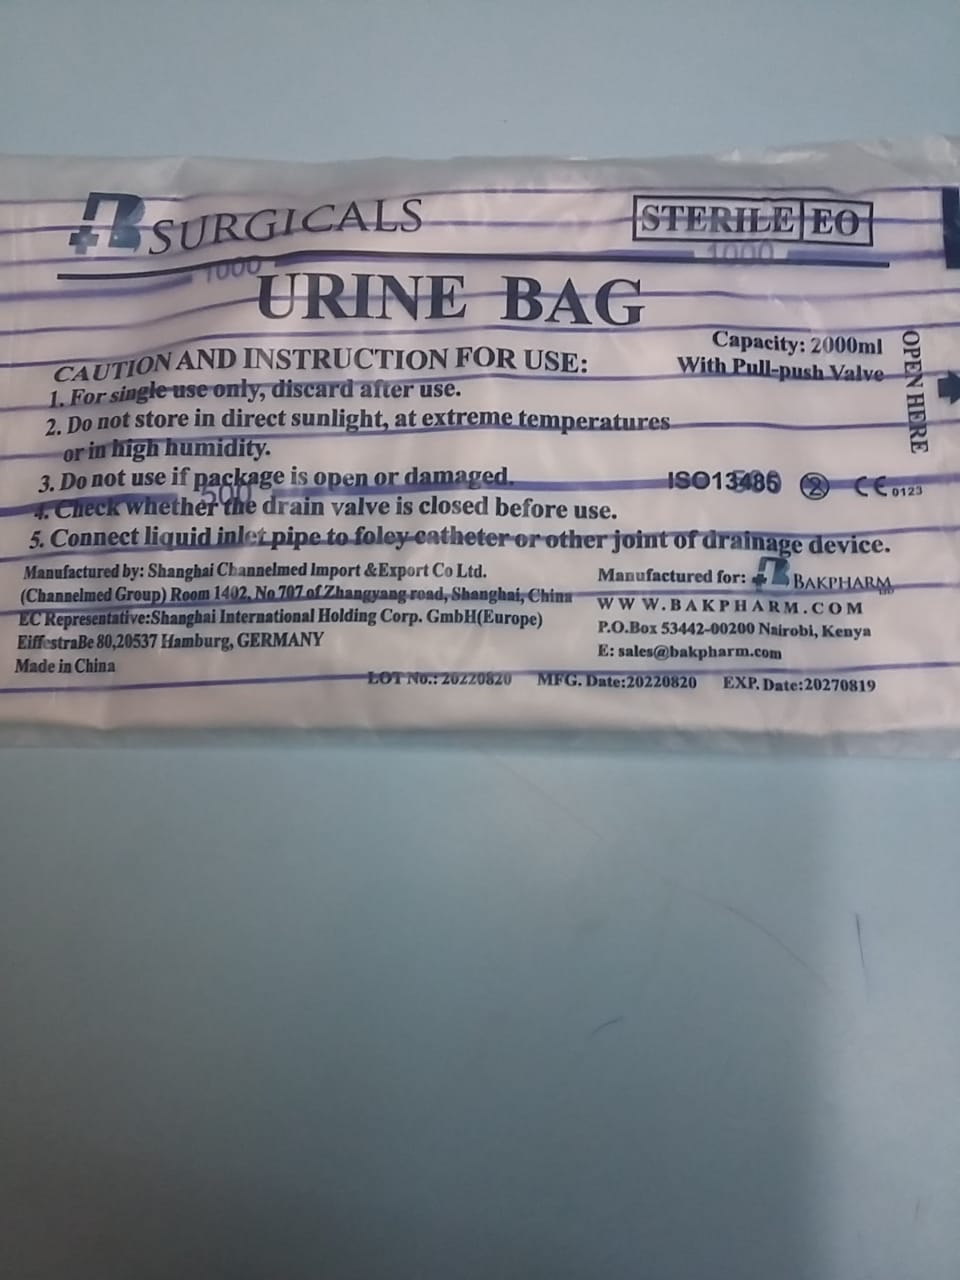 B SURGICALS
STERILE EO
1000
1000
URINE BAG
Capacity: 2000ml
With Pull-push Valve
OPEN HERE
CAUTION AND INSTRUCTION FOR USE:
1. For single use only, discard after use.
2. Do not store in direct sunlight, at extreme temperatures
or in high humidity.
3. Do not use if package is open or damaged.
500
ISO13485 2 CE0123
4. Check whether the drain valve is closed before use.
5. Connect liquid inlet pipe to foley catheter or other joint of drainage device.
Manufactured by: Shanghai Channelmed Import &Export Co Ltd.
(Channelmed Group) Room 1402, No 707 of Zhangyang road, Shanghai, China
EC Representative:Shanghai International Holding Corp. GmbH(Europe)
EiffestraBe 80,20537 Hamburg, GERMANY
Made in China
Manufactured for: B BAKPHARM LTD
WWW.BAKPHARM.COM
P.O.Box 53442-00200 Nairobi, Kenya
E: sales@bakpharm.com
LOT No.: 20220820 MFG. Date:20220820 EXP. Date:20270819